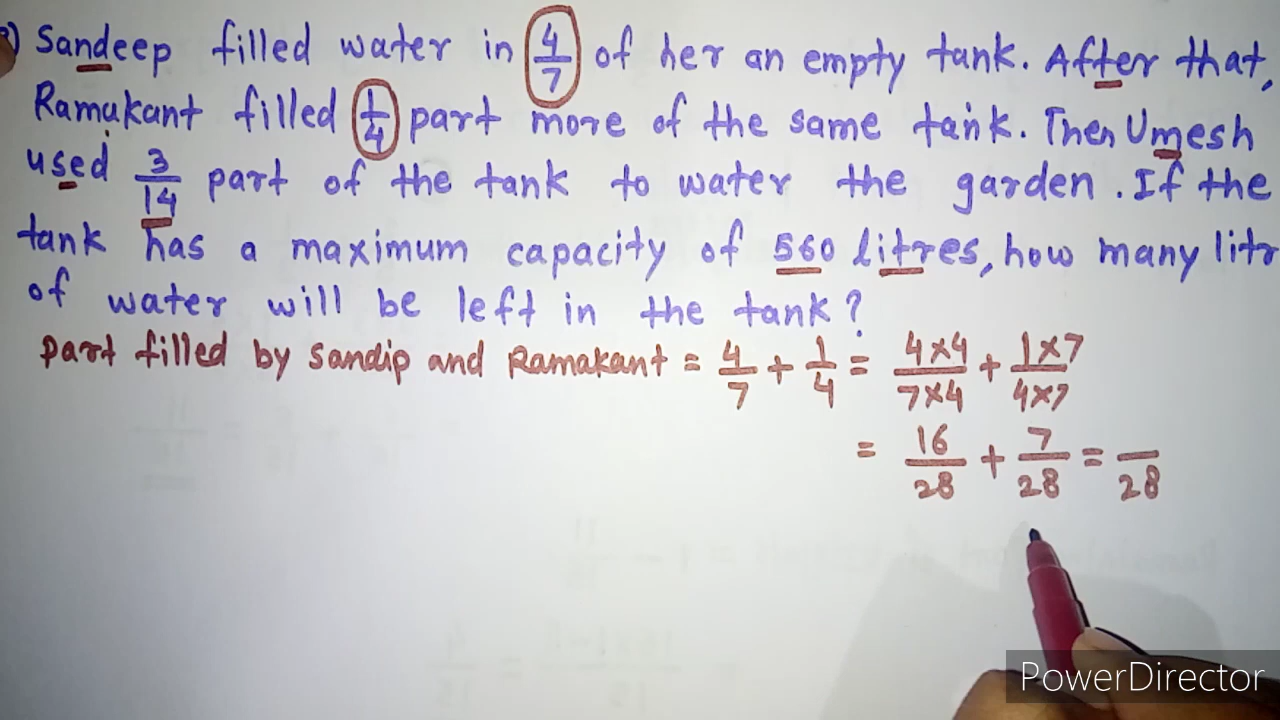 ) Sandeep filled water in 4/7 of her an empty tank. After that,
Ramakant filled 1/4 part more of the same tank. Then Umesh
used 3/14 part of the tank to water the garden. If the
tank has a maximum capacity of 560 litres, how many litr
of water will be left in the tank?
Part filled by Sandip and Ramakant = 4/7 + 1/4 = 4×4/7×4 + 1×7/4×7
= 16/28 + 7/28 = /28
PowerDirector